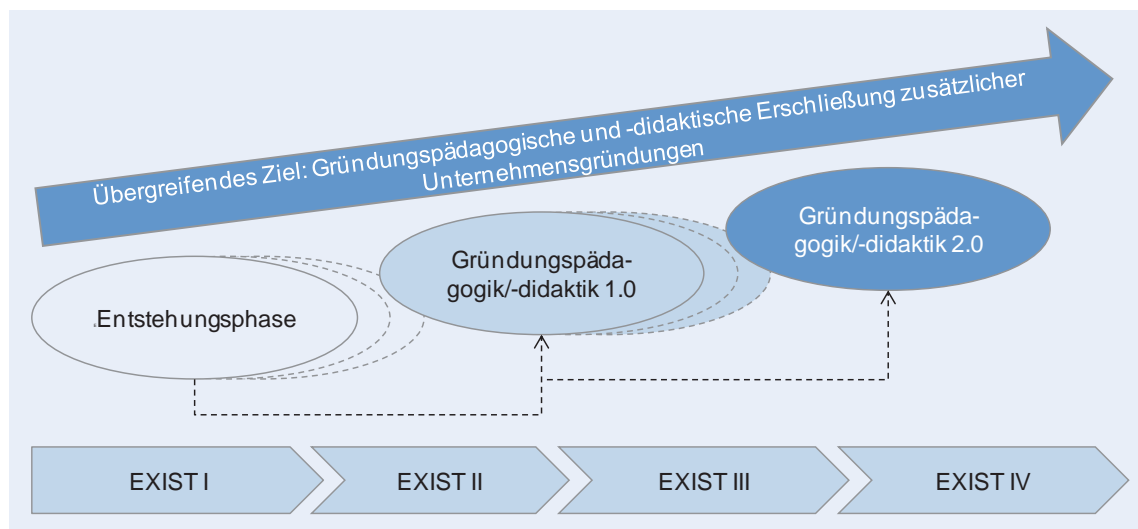 Übergreifendes Ziel: Gründungspädagogische und -didaktische Erschließung zusätzlicher
Unternehmensgründungen
Gründungspäda-
gogik/-didaktik 2.0
Gründungspäda-
gogik/-didaktik 1.0
Entstehungsphase
EXIST I
EXIST II
EXIST III
EXIST IV